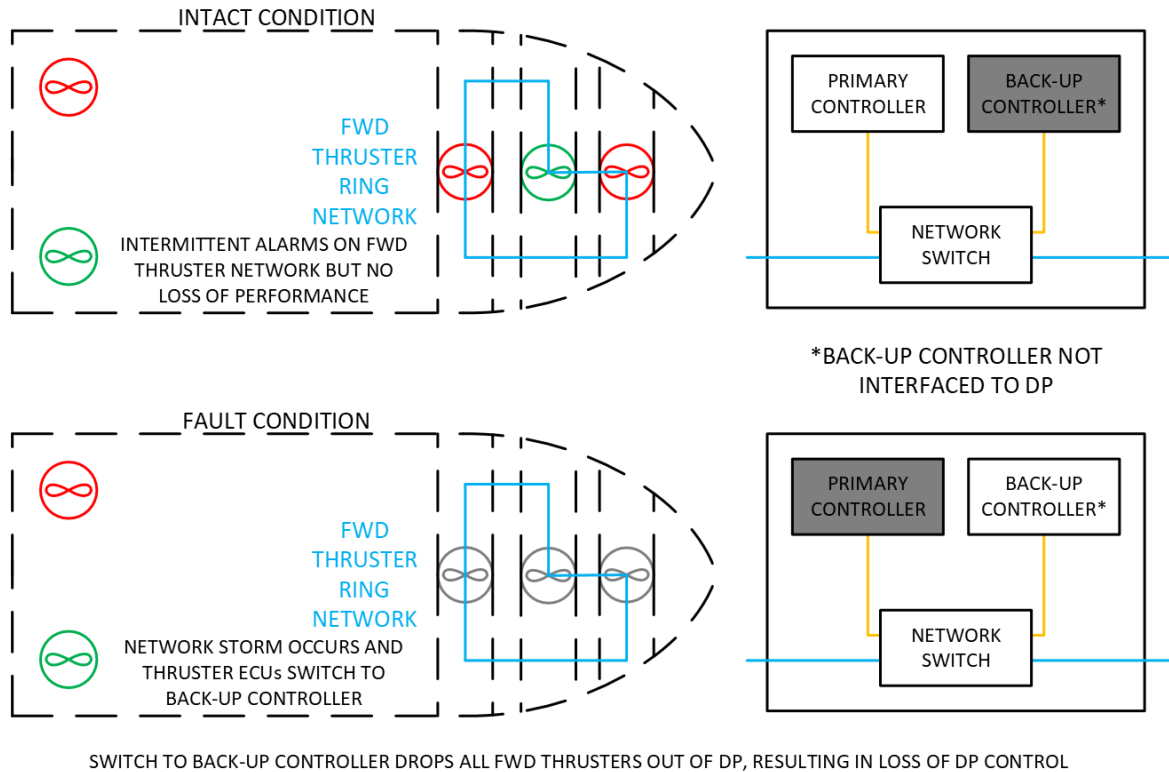 INTACT CONDITION
FWD
THRUSTER
RING
NETWORK
INTERMITTENT ALARMS ON FWD
THRUSTER NETWORK BUT NO
LOSS OF PERFORMANCE
PRIMARY
CONTROLLER
BACK-UP
CONTROLLER*
NETWORK
SWITCH
*BACK-UP CONTROLLER NOT
INTERFACED TO DP
FAULT CONDITION
FWD
THRUSTER
RING
NETWORK
NETWORK STORM OCCURS AND
THRUSTER ECUs SWITCH TO
BACK-UP CONTROLLER
PRIMARY
CONTROLLER
BACK-UP
CONTROLLER*
NETWORK
SWITCH
SWITCH TO BACK-UP CONTROLLER DROPS ALL FWD THRUSTERS OUT OF DP, RESULTING IN LOSS OF DP CONTROL